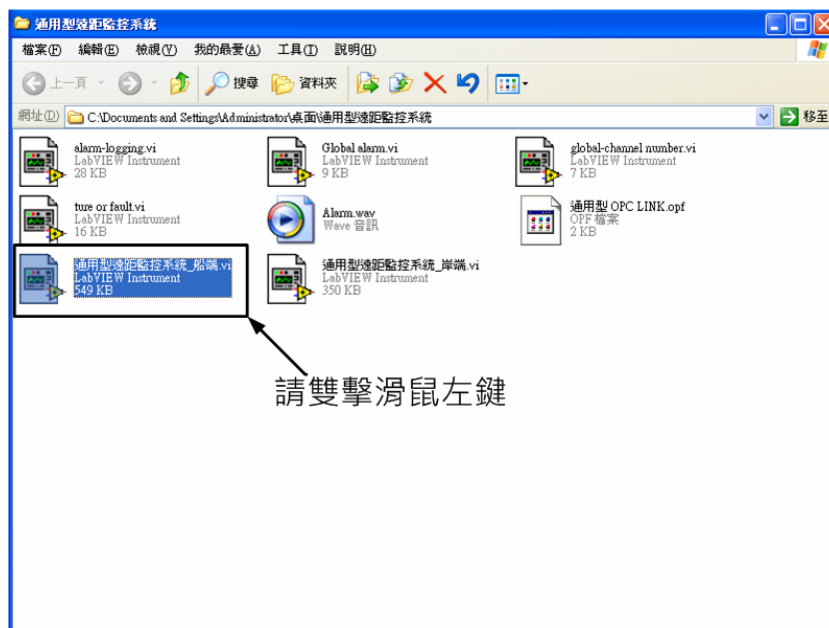 通用型遠距監控系統
檔案(F) 編輯(E) 檢視(V) 我的最愛(A) 工具(T) 說明(H)
上一頁 搜尋 資料夾
網址(D) C:\Documents and Settings\Administrator\桌面\通用型遠距監控系統 移至
alarm-logging.vi
LabVIEW Instrument
28 KB
Global alarm.vi
LabVIEW Instrument
9 KB
global-channel number.vi
LabVIEW Instrument
7 KB
ture or fault.vi
LabVIEW Instrument
16 KB
Alarm.wav
Wave 音訊
通用型 OPC LINK.opf
OPF 檔案
2 KB
通用型遠距監控系統_船端.vi
LabVIEW Instrument
549 KB
通用型遠距監控系統_岸端.vi
LabVIEW Instrument
350 KB
請雙擊滑鼠左鍵